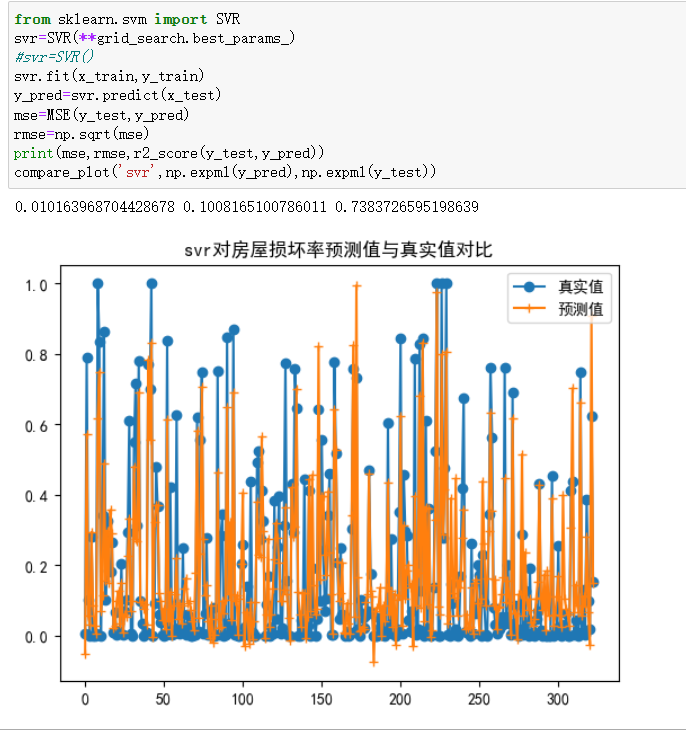 from sklearn.svm import SVR
svr=SVR(**grid_search.best_params_)
#svr=SVR()
svr.fit(x_train,y_train)
y_pred=svr.predict(x_test)
mse=MSE(y_test,y_pred)
rmse=np.sqrt(mse)
print(mse,rmse,r2_score(y_test,y_pred))
compare_plot('svr',np.expm1(y_pred),np.expm1(y_test))
0.010163968704428678 0.1008165100786011 0.7383726595198639
svr对房屋损坏率预测值与真实值对比
真实值
预测值
1.0
0.8
0.6
0.4
0.2
0.0
0 50 100 150 200 250 300